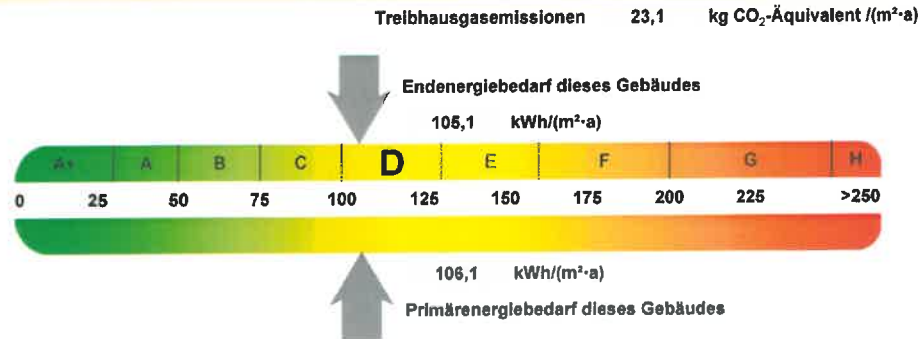 Treibhausgasemissionen 23,1 kg CO₂-Äquivalent /(m²·a)
Endenergiebedarf dieses Gebäudes
105,1 kWh/(m²·a)
A+ A B C D E F G H
0 25 50 75 100 125 150 175 200 225 >250
106,1 kWh/(m²·a)
Primärenergiebedarf dieses Gebäudes